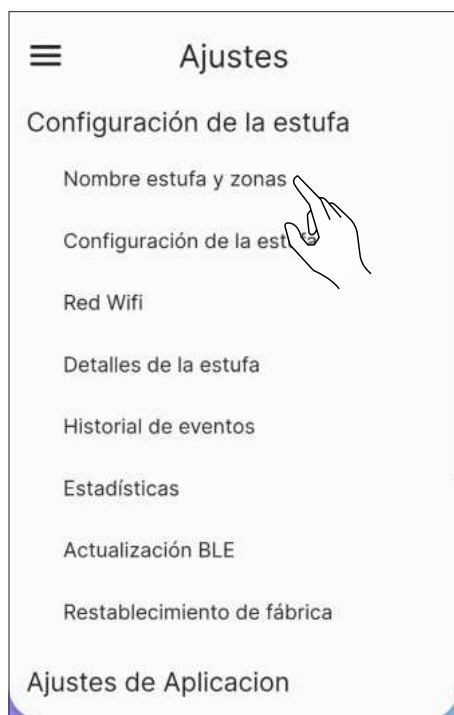 Ajustes
Configuración de la estufa
Nombre estufa y zonas
Configuración de la estufa
Red Wifi
Detalles de la estufa
Historial de eventos
Estadísticas
Actualización BLE
Restablecimiento de fábrica
Ajustes de Aplicacion